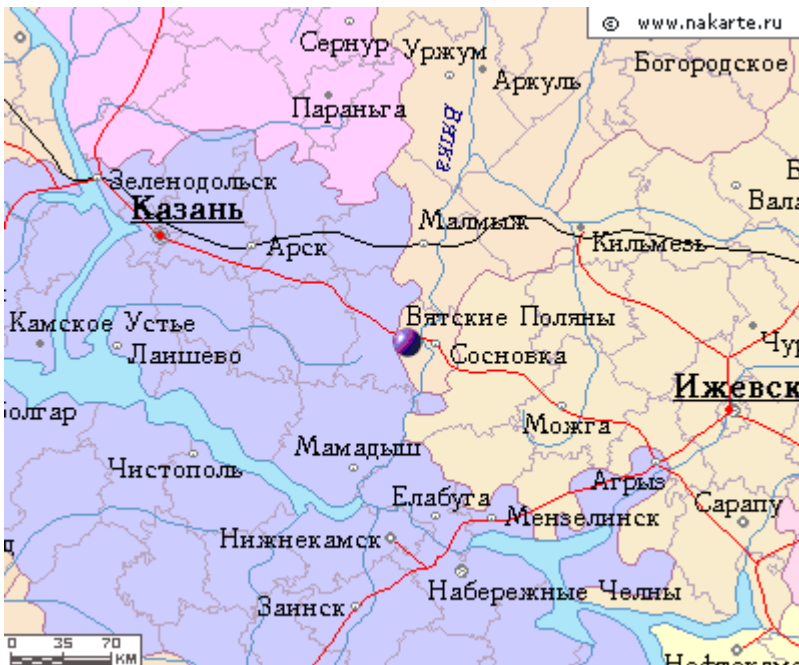 © www.nakarte.ru
Сернур
Уржум
Богородское
Аркуль
Параньга
Вятка
Зеленодольск
Казань
Малмыж
Арск
Кильмезь
Вятские Поляны
Камское Устье
Лаишево
Сосновка
Ижевск
Можга
Мамадыш
Чистополь
Агрыз
Елабуга
Сарапу
Мензелинск
Нижнекамск
Набережные Челны
Заинск
0 35 70
КМ